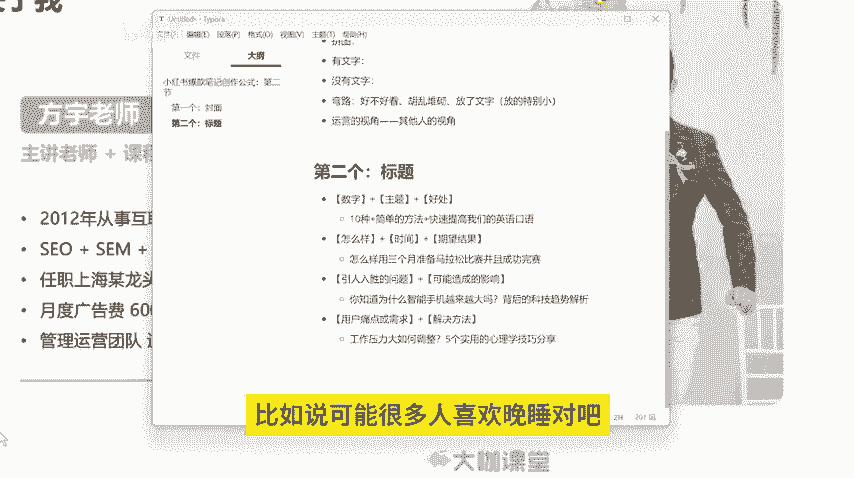 Untitled - Typora
文件(F) 编辑(E) 段落(P) 格式(O) 视图(V) 主题(T) 帮助(H)
文件 大纲
小红书爆款笔记创作公式：第二节
第一个：封面
第二个：标题
有文字：
没有文字：
弯路：好不好看、胡乱堆砌、放了文字（放的特别小）
运营的视角——其他人的视角
第二个：标题
【数字】+【主题】+【好处】
10种+简单的方法+快速提高我们的英语口语
【怎么样】+【时间】+【期望结果】
怎么样用三个月准备马拉松比赛并且成功完赛
【引人入胜的问题】+【可能造成的影响】
你知道为什么智能手机越来越大吗？背后的科技趋势解析
【用户痛点或需求】+【解决方法】
工作压力大如何调整？5个实用的心理学技巧分享
方宇老师
主讲老师 + 课程
2012年从事互联
SEO + SEM +
任职上海某龙头
月度广告费 600
管理运营团队
比如说可能很多人喜欢晚睡对吧
大咖课堂